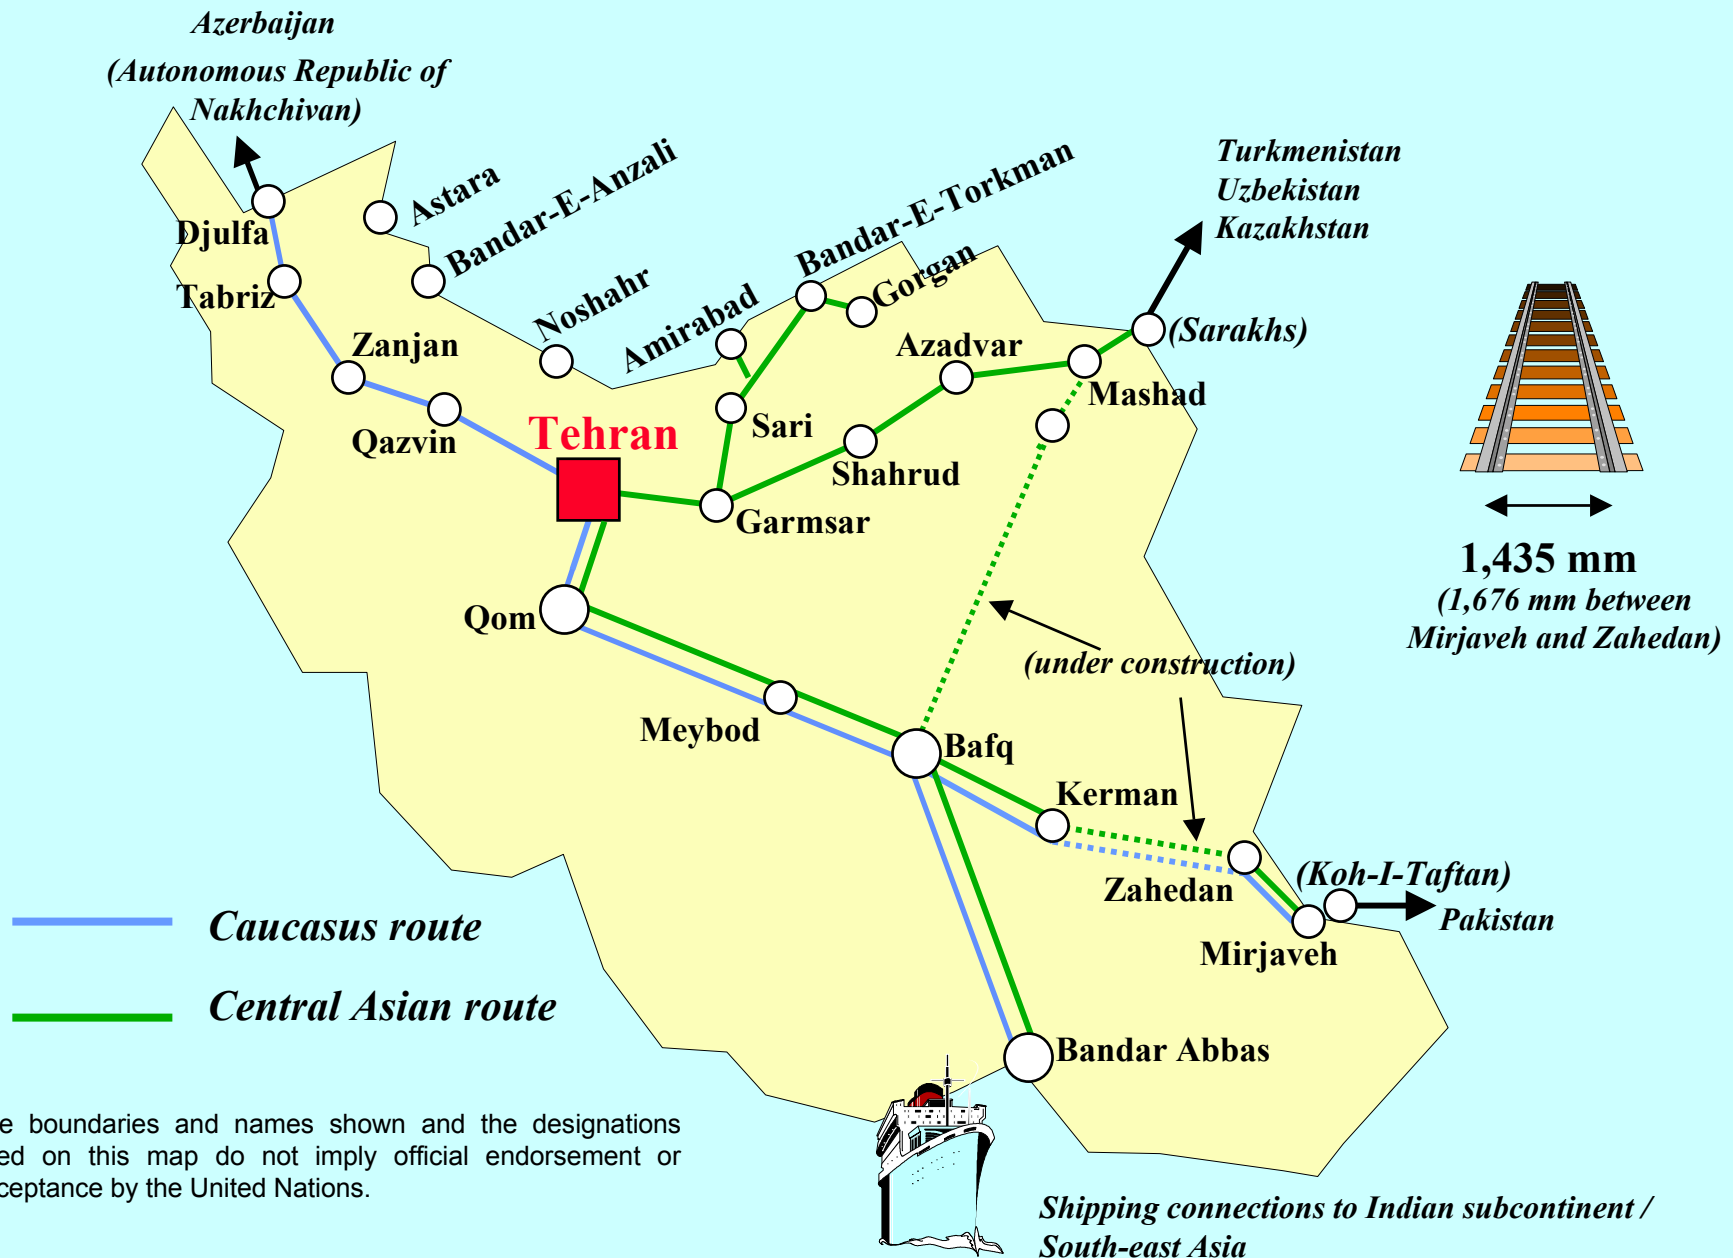 Azerbaijan
(Autonomous Republic of
Nakhchivan)
Turkmenistan
Uzbekistan
Kazakhstan
Astara
Bandar-E-Anzali
Bandar-E-Torkman
Djulfa
Gorgan
Noshahr
Tabriz
Amirabad
(Sarakhs)
Zanjan
Azadvar
Mashad
Sari
Qazvin
Tehran
Shahrud
Garmsar
1,435 mm
(1,676 mm between
Mirjaveh and Zahedan)
Qom
(under construction)
Meybod
Bafq
Kerman
(Koh-I-Taftan)
Zahedan
Pakistan
Mirjaveh
Caucasus route
Central Asian route
Bandar Abbas
e boundaries and names shown and the designations
ed on this map do not imply official endorsement or
ceptance by the United Nations.
Shipping connections to Indian subcontinent /
South-east Asia